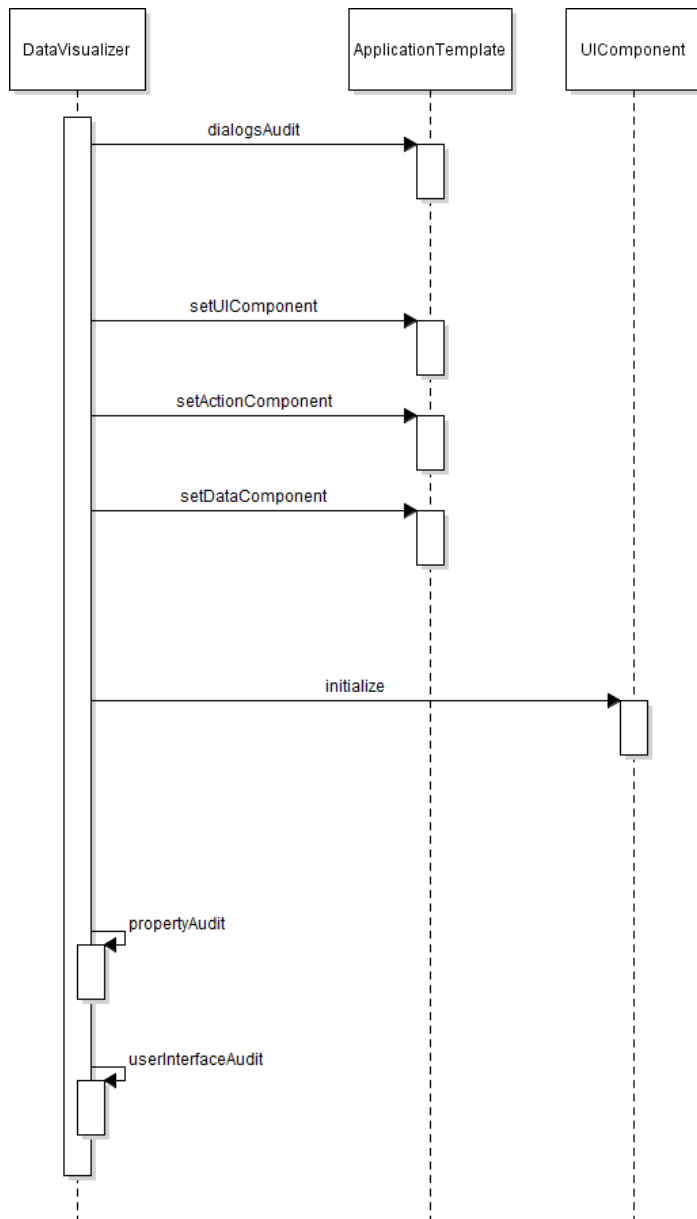 DataVisualizer
ApplicationTemplate
UIComponent
dialogsAudit
setUIComponent
setActionComponent
setDataComponent
initialize
propertyAudit
userInterfaceAudit